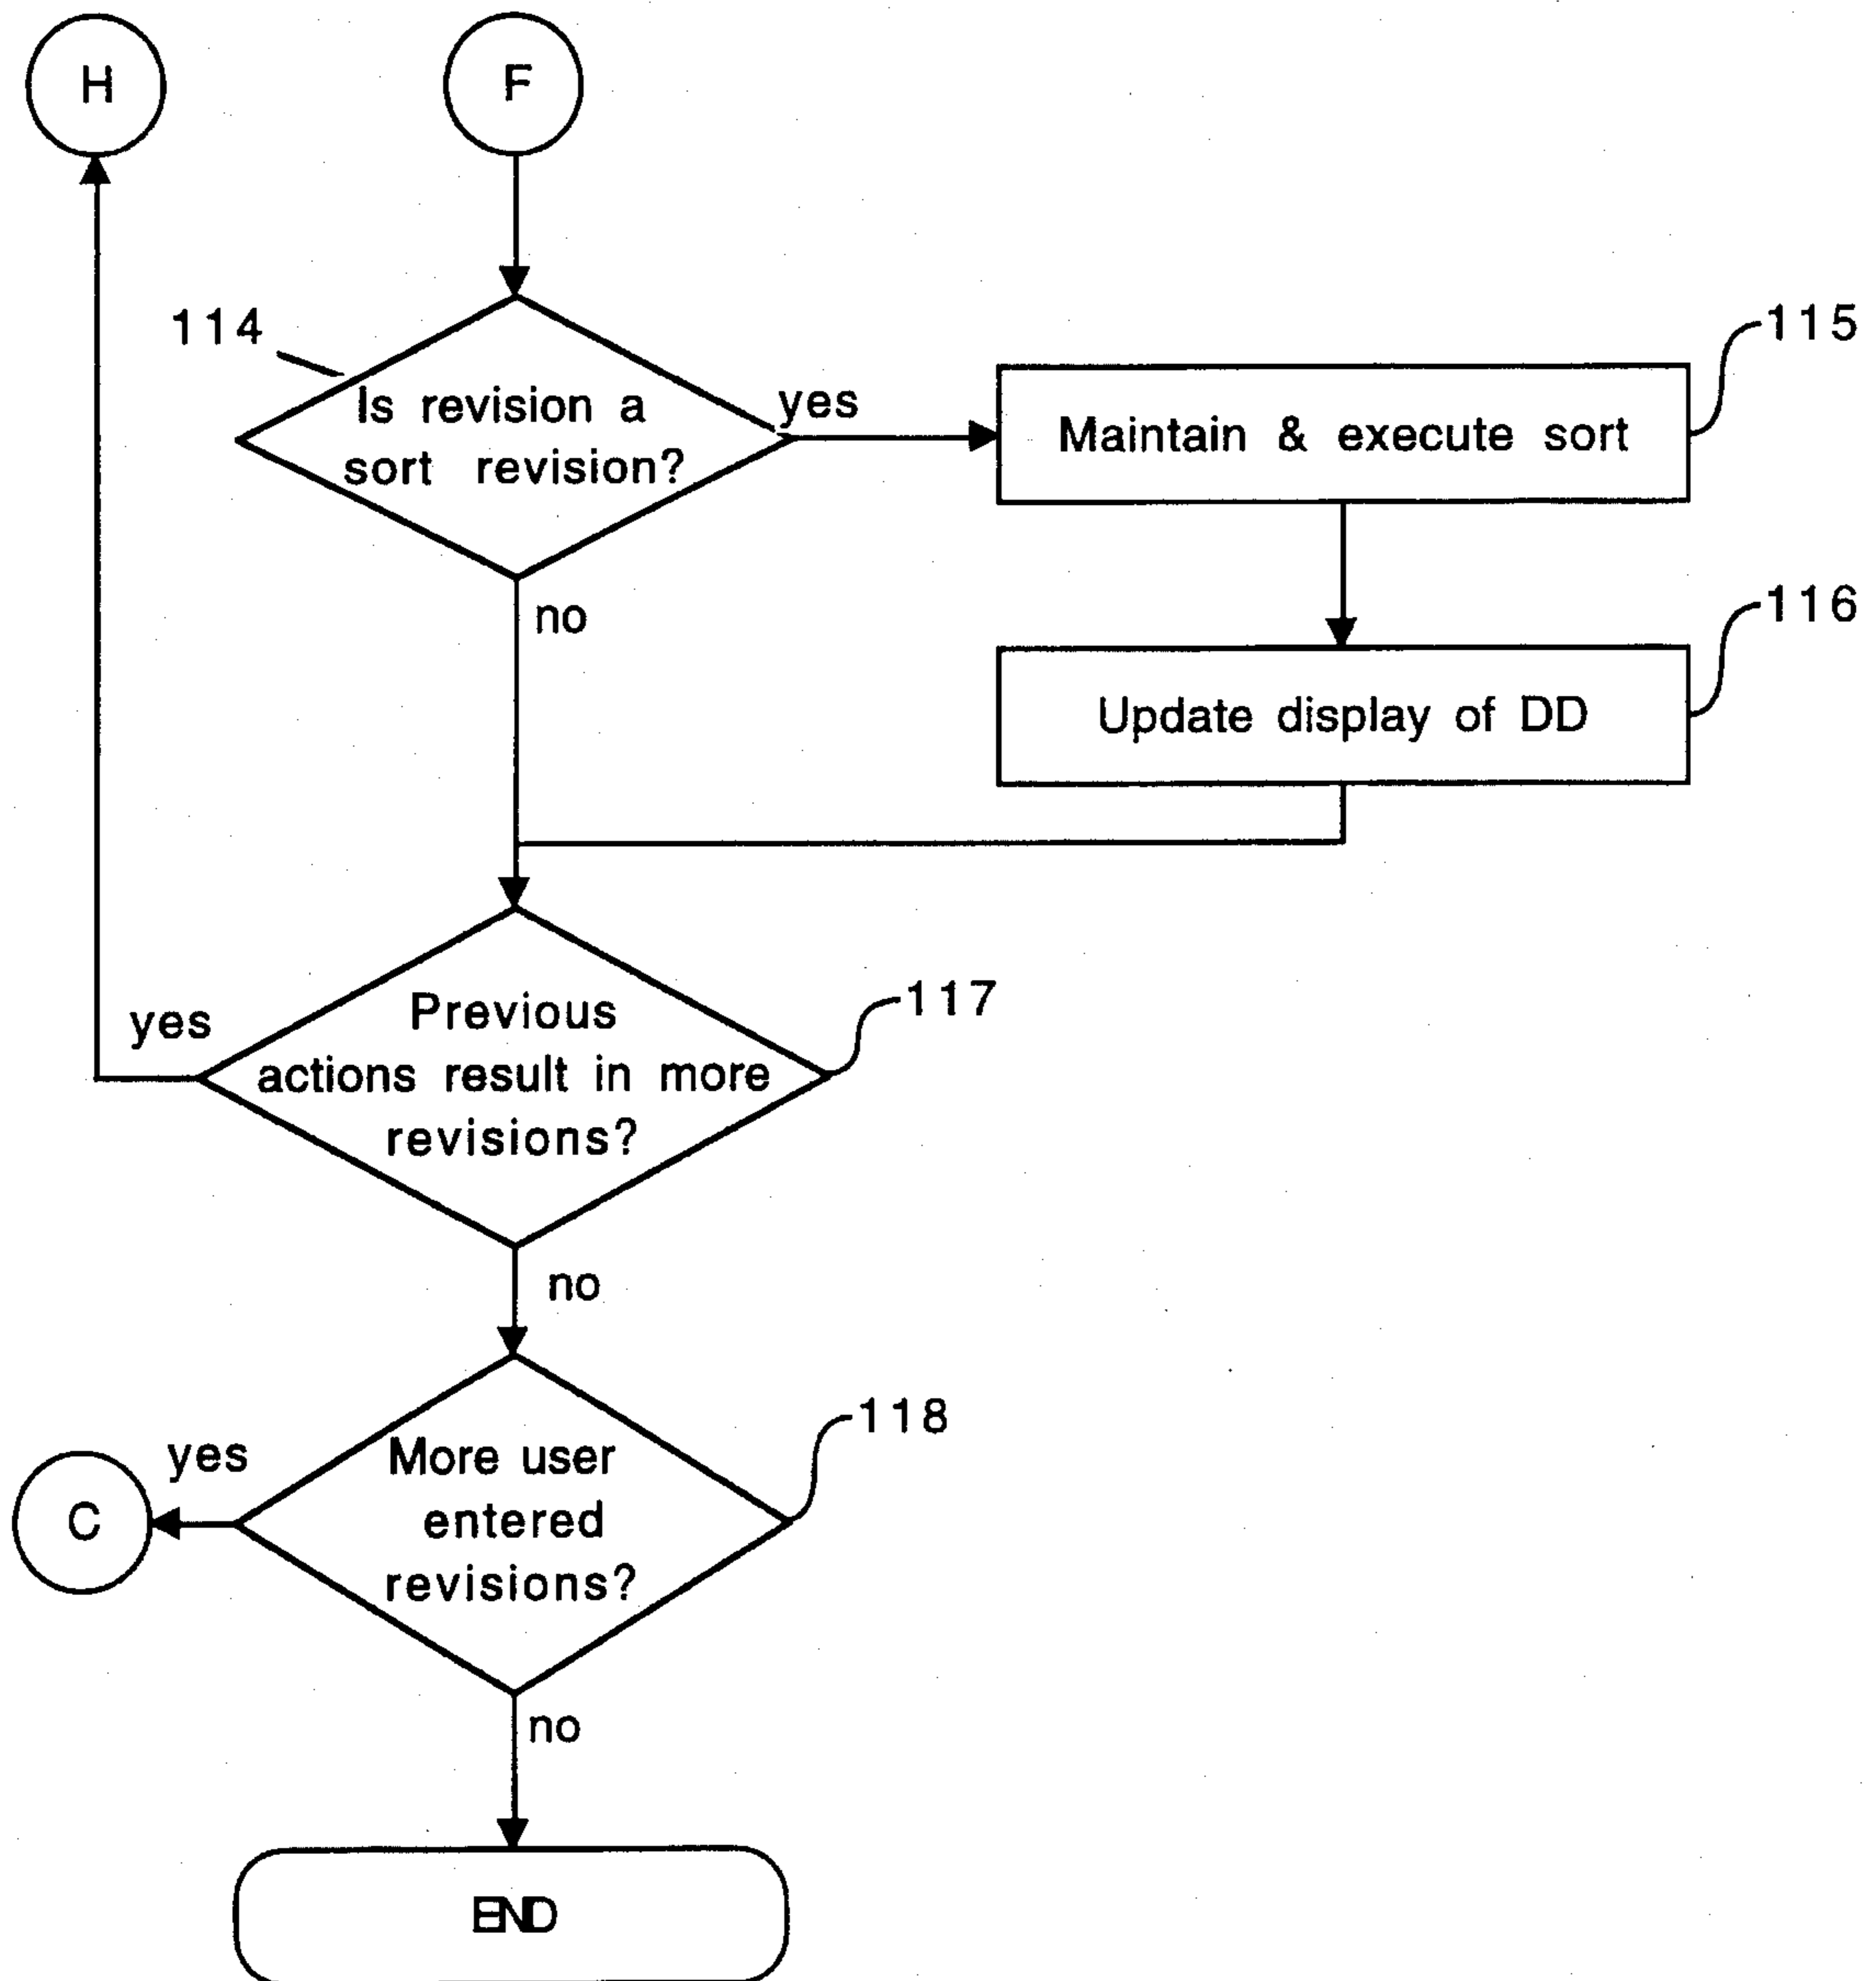 H
F
114
Is revision a
sort revision?
yes
115
Maintain & execute sort
no
116
Update display of DD
117
yes
Previous
actions result in more
revisions?
no
118
yes
C
More user
entered
revisions?
no
END